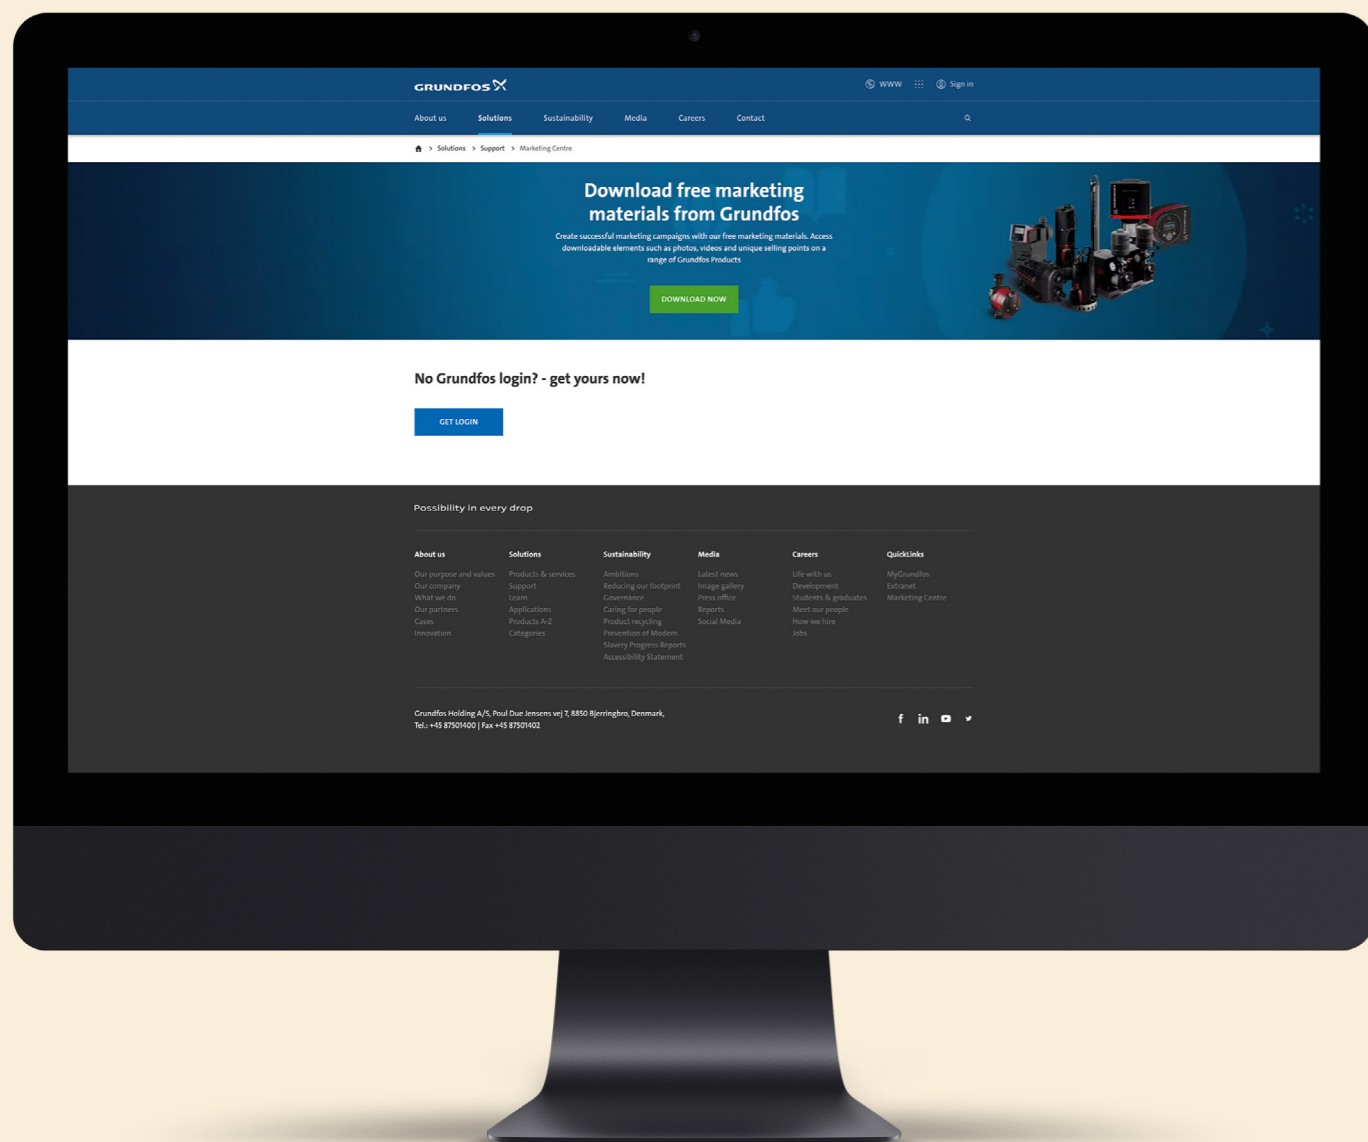 GRUNDFOS
WWW
Sign in
About us Solutions Sustainability Media Careers Contact
> Solutions > Support > Marketing Centre
Download free marketing
materials from Grundfos
Create successful marketing campaigns with our free marketing materials. Access
downloadable elements such as photos, videos and unique selling points on a
range of Grundfos Products
DOWNLOAD NOW
No Grundfos login? - get yours now!
GET LOGIN
Possibility in every drop
About us
Our purpose and values
Our company
What we do
Our partners
Cases
Innovation
Solutions
Products & services
Support
Learn
Applications
Products A-Z
Categories
Sustainability
Ambitions
Reducing our footprint
Governance
Caring for people
Product recycling
Prevention of Modern
Slavery Progress Reports
Accessibility Statement
Media
Latest news
Image gallery
Press office
Reports
Social Media
Careers
Life with us
Development
Students & graduates
Meet our people
How we hire
Jobs
QuickLinks
MyGrundfos
Extranet
Marketing Centre
Grundfos Holding A/S, Poul Due Jensens vej 7, 8850 Bjerringbro, Denmark,
Tel.: +45 87501400 | Fax +45 87501402
f in